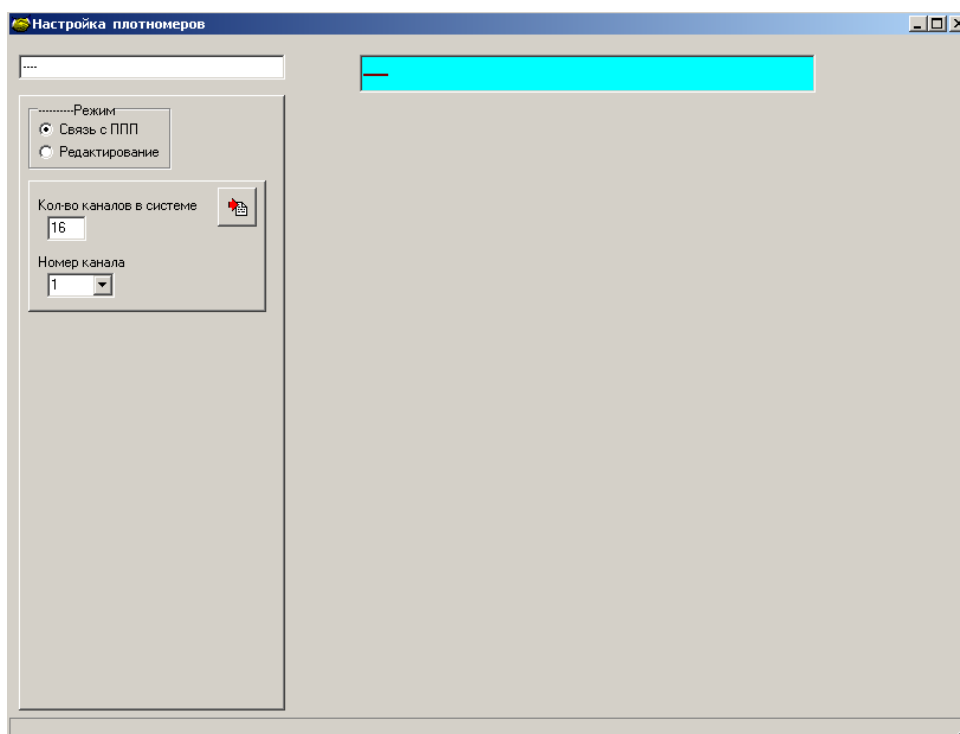 Настройка плотномеров
----
----------Режим
Связь с ППП
Редактирование
Кол-во каналов в системе
16
Номер канала
1